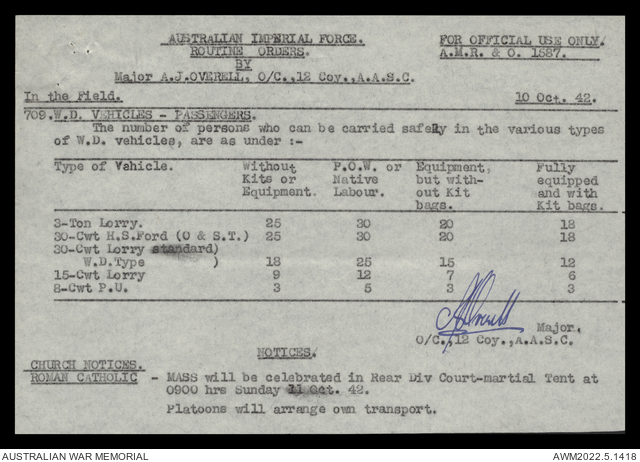 AUSTRALIAN IMPERIAL FORCE. FOR OFFICIAL USE ONLY.
ROUTINE ORDERS. A.M.R. & O. 1587.
BY
Major A.J.OVERELL, O/C.,12 Coy.,A.A.S.C.
In the Field. 10 Oct. 42.
709.W.D. VEHICLES - PASSENGERS.
The number of persons who can be carried safely in the various types
of W.D. vehicles, are as under :-
Type of Vehicle. Without P.O.W. or Equipment, Fully
Kits or Native but with- equipped
Equipment. Labour. out Kit and with
bags. Kit bags.
3-Ton Lorry. 25 30 20 18
30-Cwt H.S.Ford (O & S.T.) 25 30 20 18
30-Cwt Lorry standard)
W.D.Type ) 18 25 15 12
15-Cwt Lorry 9 12 7 6
8-Cwt P.U. 3 5 3 3
Major.
O/C.,12 Coy.,A.A.S.C.
NOTICES.
CHURCH NOTICES.
ROMAN CATHOLIC - MASS will be celebrated in Rear Div Court-martial Tent at
0900 hrs Sunday 11 Oct. 42.
Platoons will arrange own transport.
AUSTRALIAN WAR MEMORIAL AWM2022.5.1418